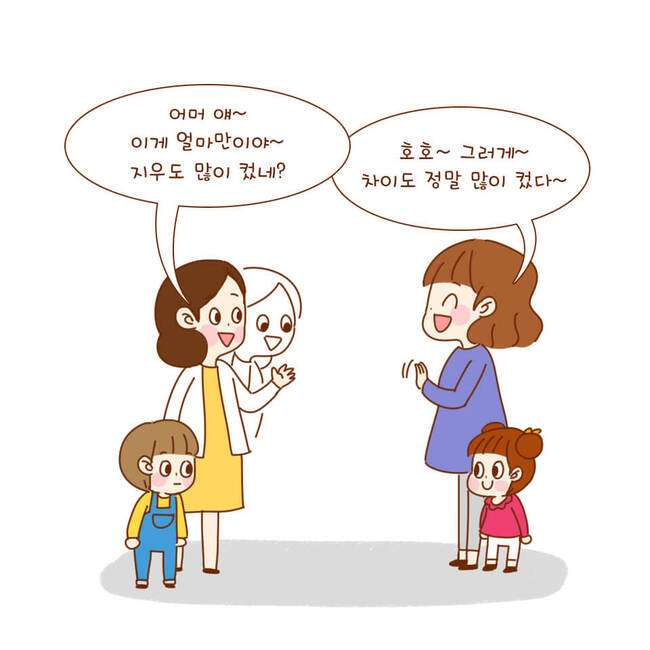 어머 얘~
이게 얼마만이야~
지우도 많이 컸네?
호호~ 그러게~
차이도 정말 많이 컸다~